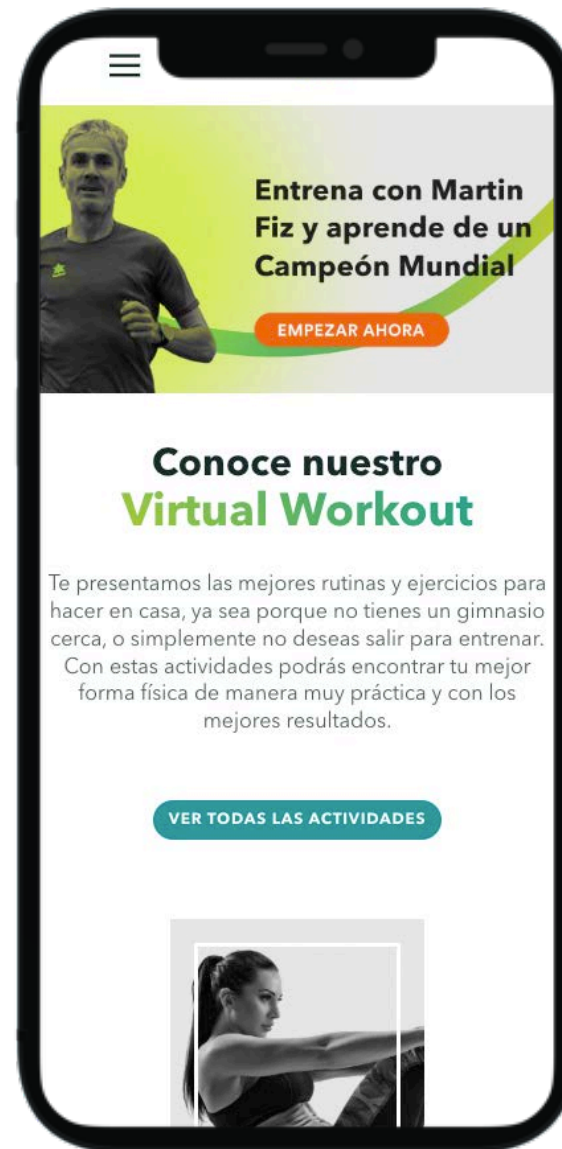 Entrena con Martin
Fiz y aprende de un
Campeón Mundial
EMPEZAR AHORA
Conoce nuestro
Virtual Workout
Te presentamos las mejores rutinas y ejercicios para
hacer en casa, ya sea porque no tienes un gimnasio
cerca, o simplemente no deseas salir para entrenar.
Con estas actividades podrás encontrar tu mejor
forma física de manera muy práctica y con los
mejores resultados.
VER TODAS LAS ACTIVIDADES